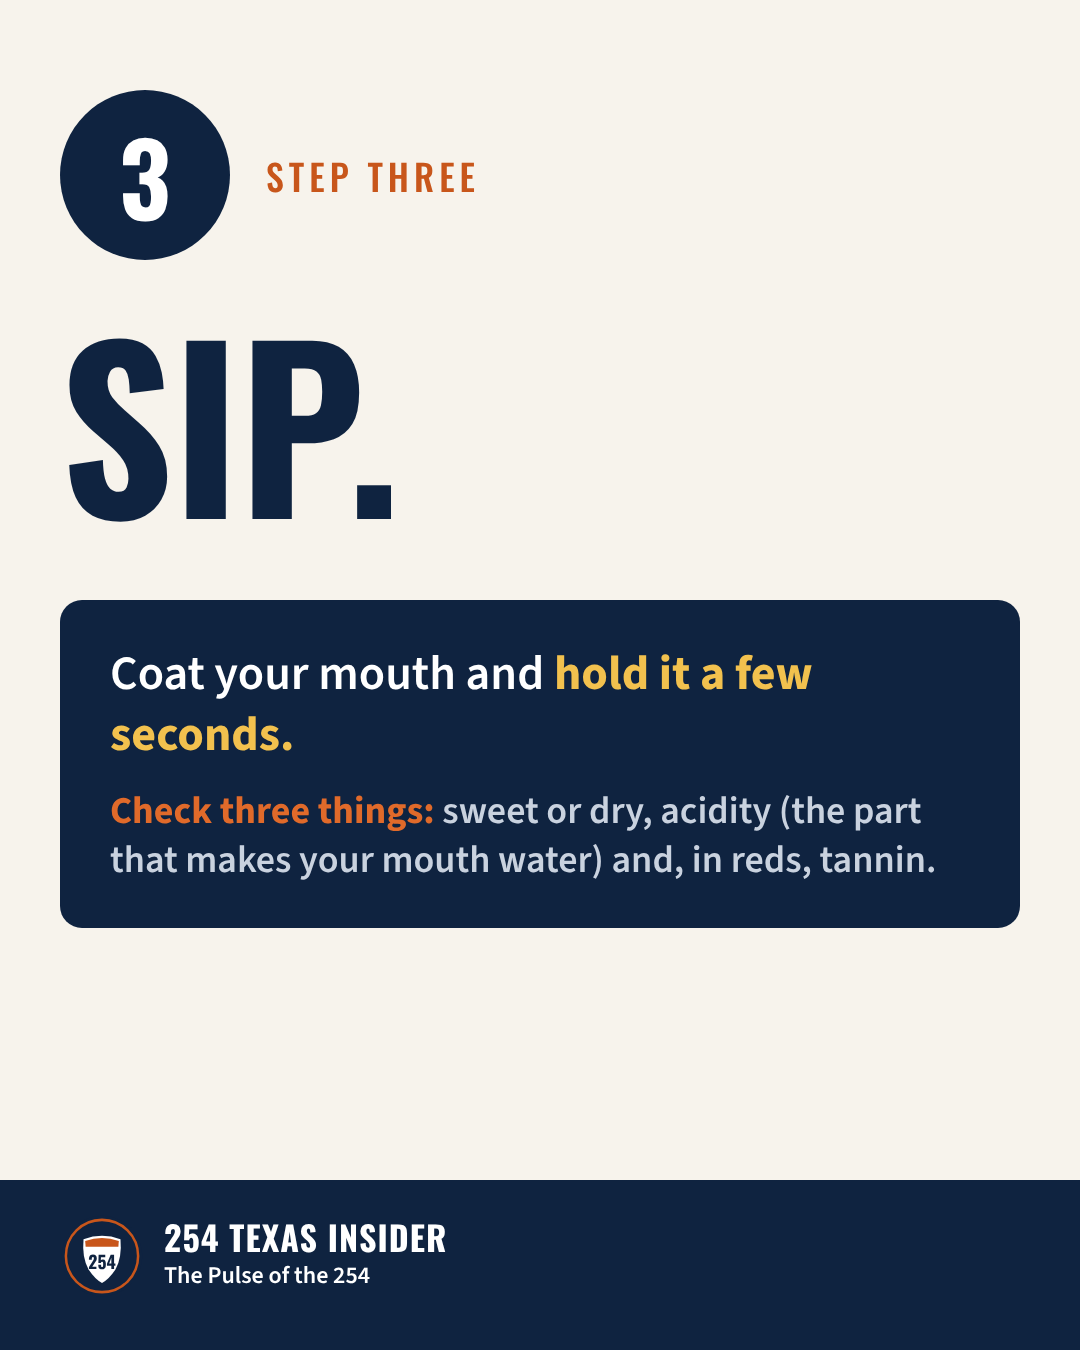 3
STEP THREE
SIP.
Coat your mouth and hold it a few
seconds.
Check three things: sweet or dry, acidity (the part
that makes your mouth water) and, in reds, tannin.
254
254 TEXAS INSIDER
The Pulse of the 254